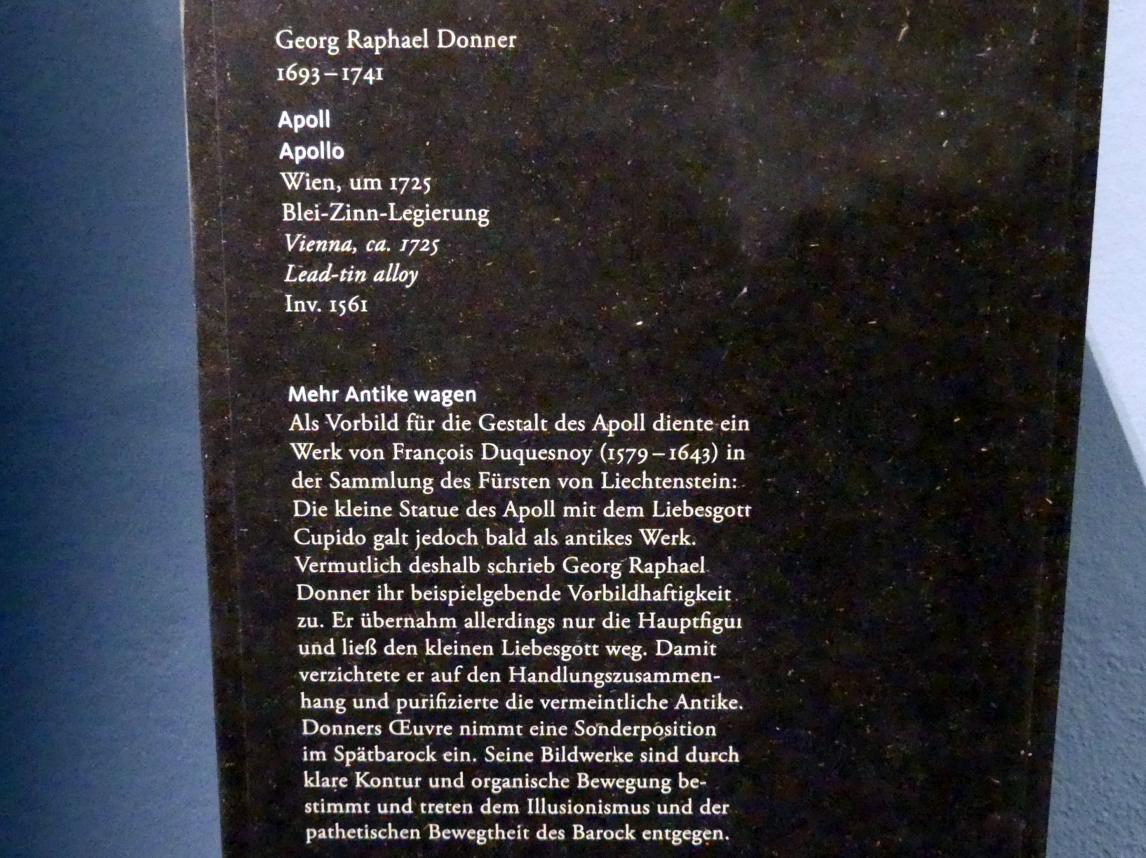 Georg Raphael Donner
1693–1741
Apoll
Apollo
Wien, um 1725
Blei-Zinn-Legierung
Vienna, ca. 1725
Lead-tin alloy
Inv. 1561
Mehr Antike wagen
Als Vorbild für die Gestalt des Apoll diente ein
Werk von François Duquesnoy (1579–1643) in
der Sammlung des Fürsten von Liechtenstein:
Die kleine Statue des Apoll mit dem Liebesgott
Cupido galt jedoch bald als antikes Werk.
Vermutlich deshalb schrieb Georg Raphael
Donner ihr beispielgebende Vorbildhaftigkeit
zu. Er übernahm allerdings nur die Hauptfigur
und ließ den kleinen Liebesgott weg. Damit
verzichtete er auf den Handlungszusammen-
hang und purifizierte die vermeintliche Antike.
Donners Œuvre nimmt eine Sonderposition
im Spätbarock ein. Seine Bildwerke sind durch
klare Kontur und organische Bewegung be-
stimmt und treten dem Illusionismus und der
pathetischen Bewegtheit des Barock entgegen.